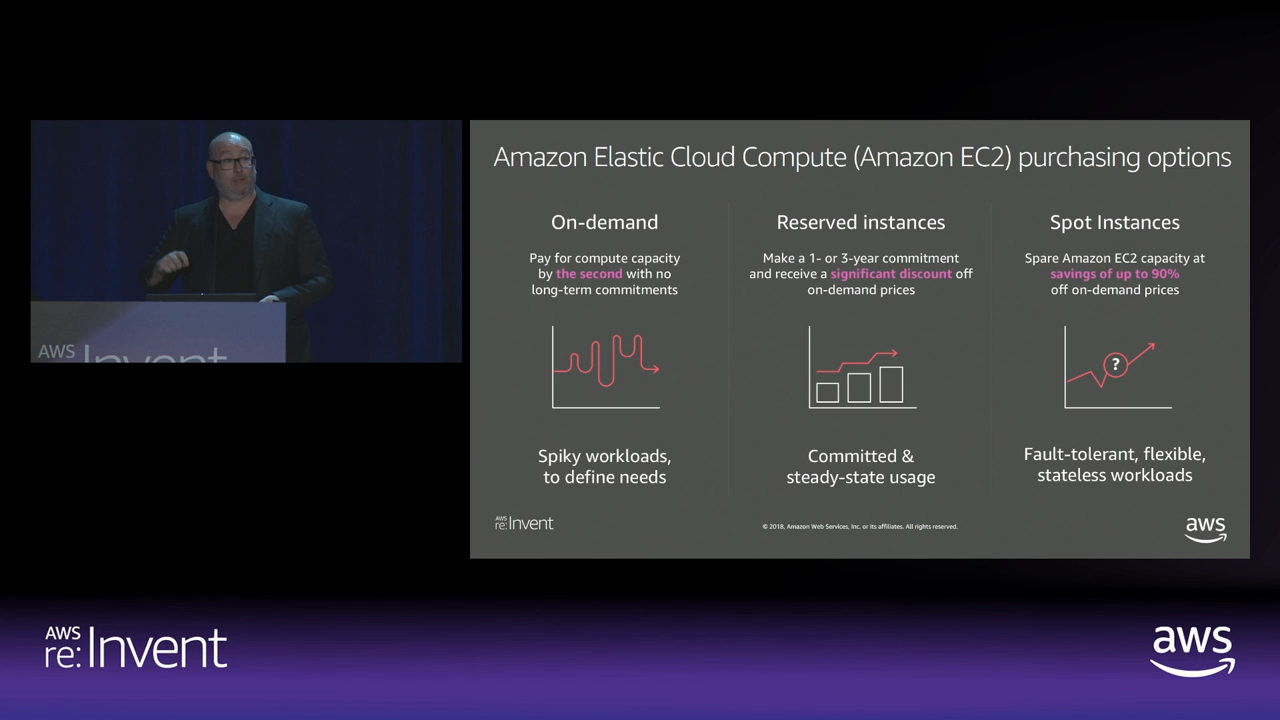 Amazon Elastic Cloud Compute (Amazon EC2) purchasing options
On-demand
Pay for compute capacity
by the second with no
long-term commitments
Spiky workloads,
to define needs
Reserved instances
Make a 1- or 3-year commitment
and receive a significant discount off
on-demand prices
Committed &
steady-state usage
Spot Instances
Spare Amazon EC2 capacity at
savings of up to 90%
off on-demand prices
?
Fault-tolerant, flexible,
stateless workloads
AWS
re:Invent
© 2018, Amazon Web Services, Inc. or its affiliates. All rights reserved.
aws
AWS
Invent
AWS
re:Invent
aws